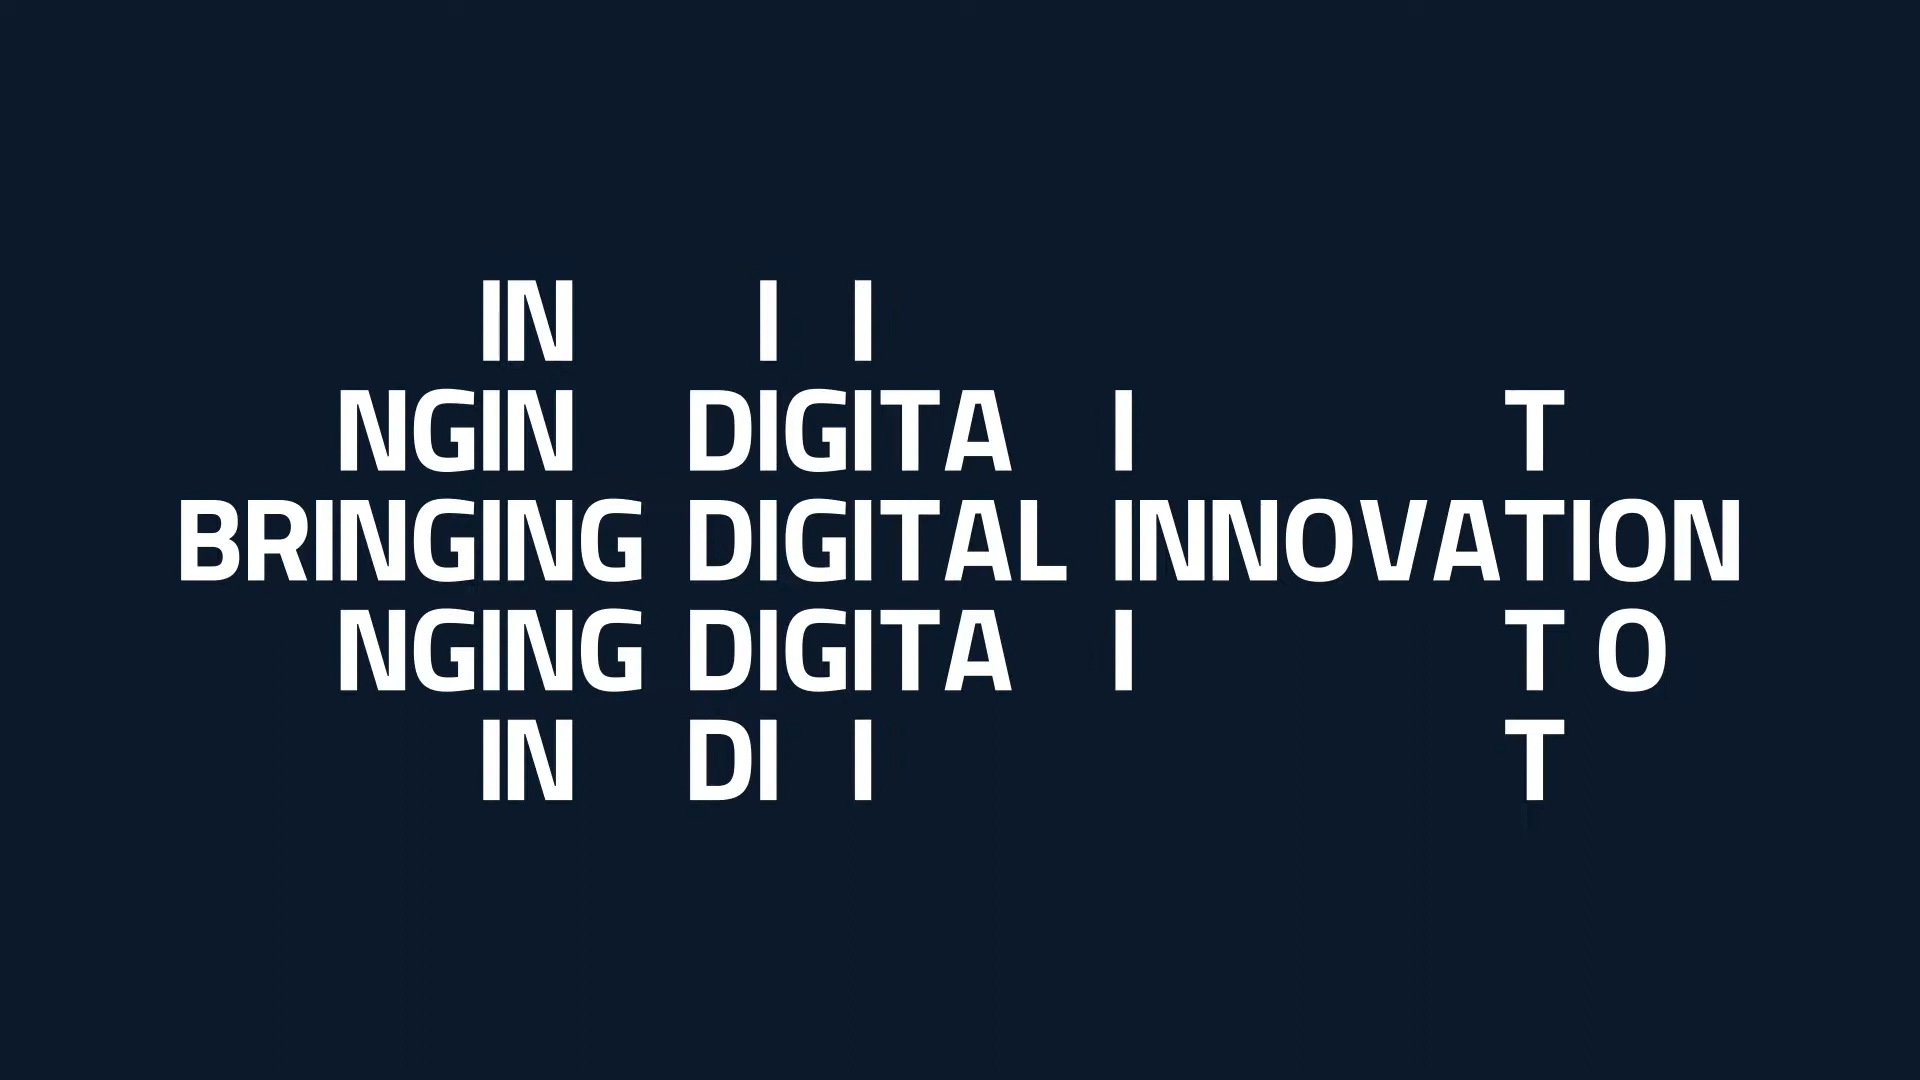 IN I I
NGIN DIGITA I T
BRINGING DIGITAL INNOVATION
NGING DIGITA I T O
IN DI I T